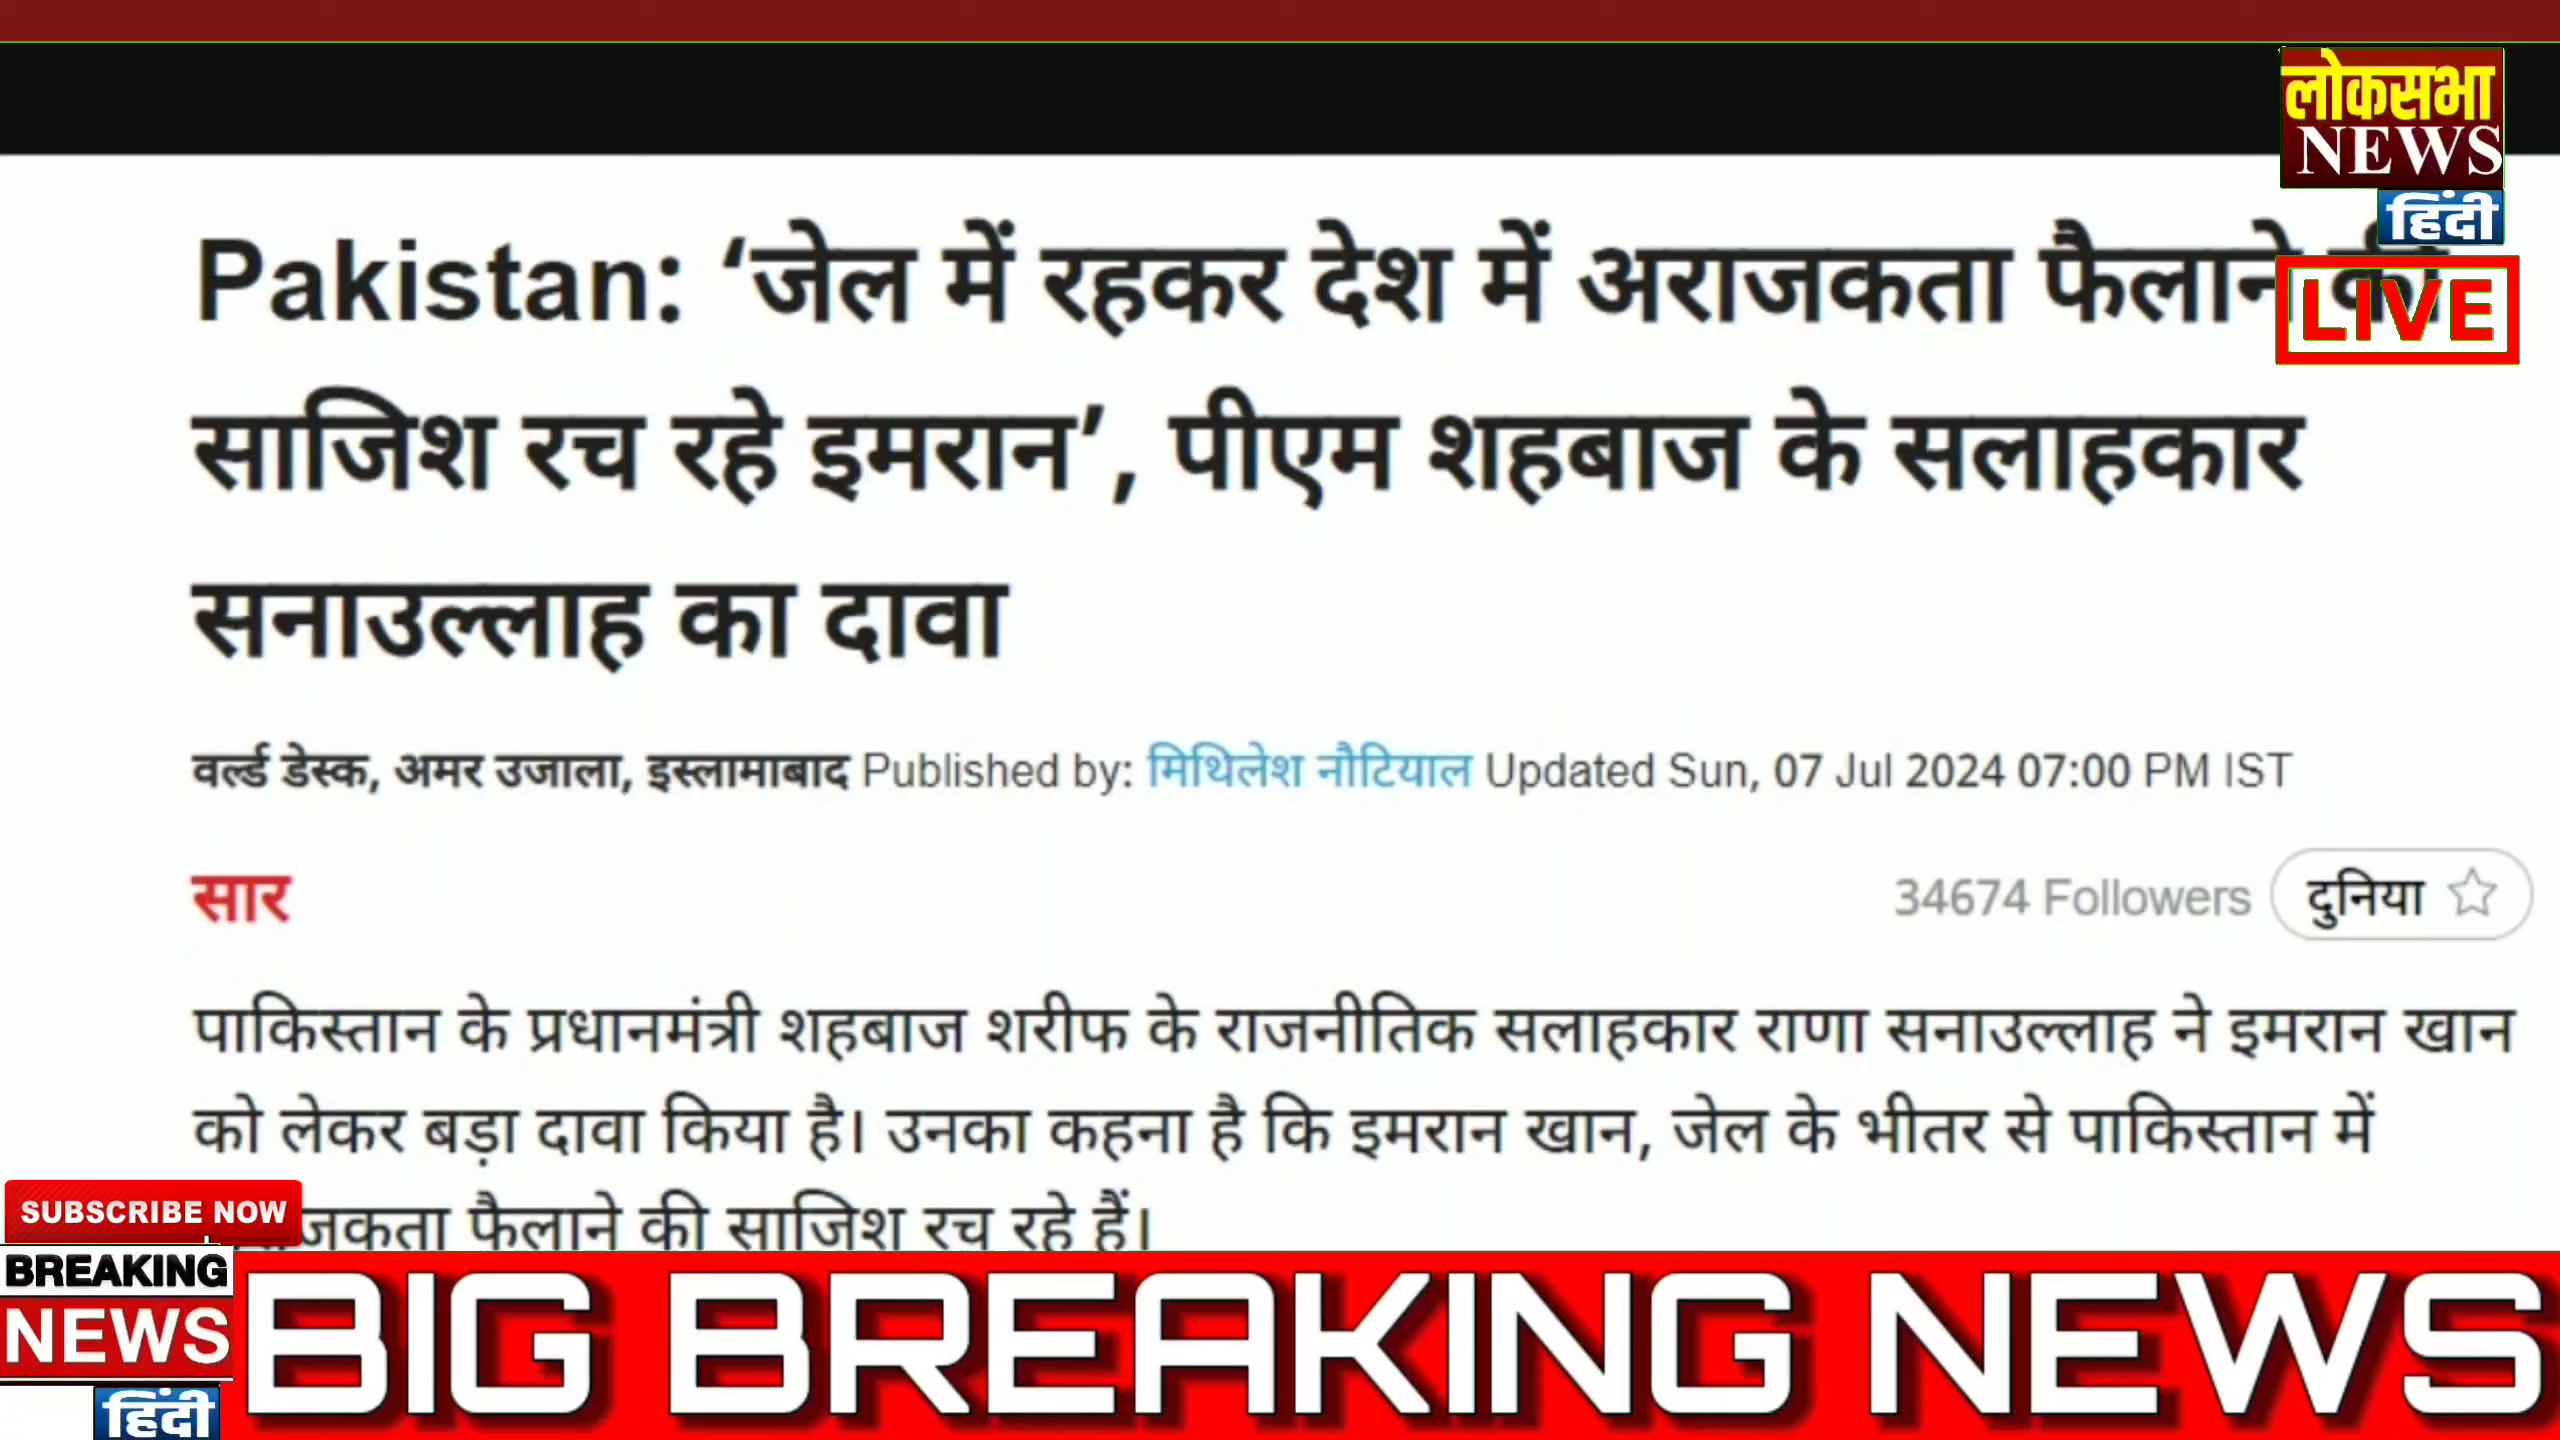 लोकसभा
NEWS
हिंदी
LIVE
Pakistan: ‘जेल में रहकर देश में अराजकता फैलाने की
साजिश रच रहे इमरान’, पीएम शहबाज के सलाहकार
सनाउल्लाह का दावा
वर्ल्ड डेस्क, अमर उजाला, इस्लामाबाद Published by: मिथिलेश नौटियाल Updated Sun, 07 Jul 2024 07:00 PM IST
सार
34674 Followers दुनिया
पाकिस्तान के प्रधानमंत्री शहबाज शरीफ के राजनीतिक सलाहकार राणा सनाउल्लाह ने इमरान खान
को लेकर बड़ा दावा किया है। उनका कहना है कि इमरान खान, जेल के भीतर से पाकिस्तान में
फैलाने की साजिश रच रहे हैं।
SUBSCRIBE NOW
BREAKING
NEWS
हिंदी
BIG BREAKING NEWS